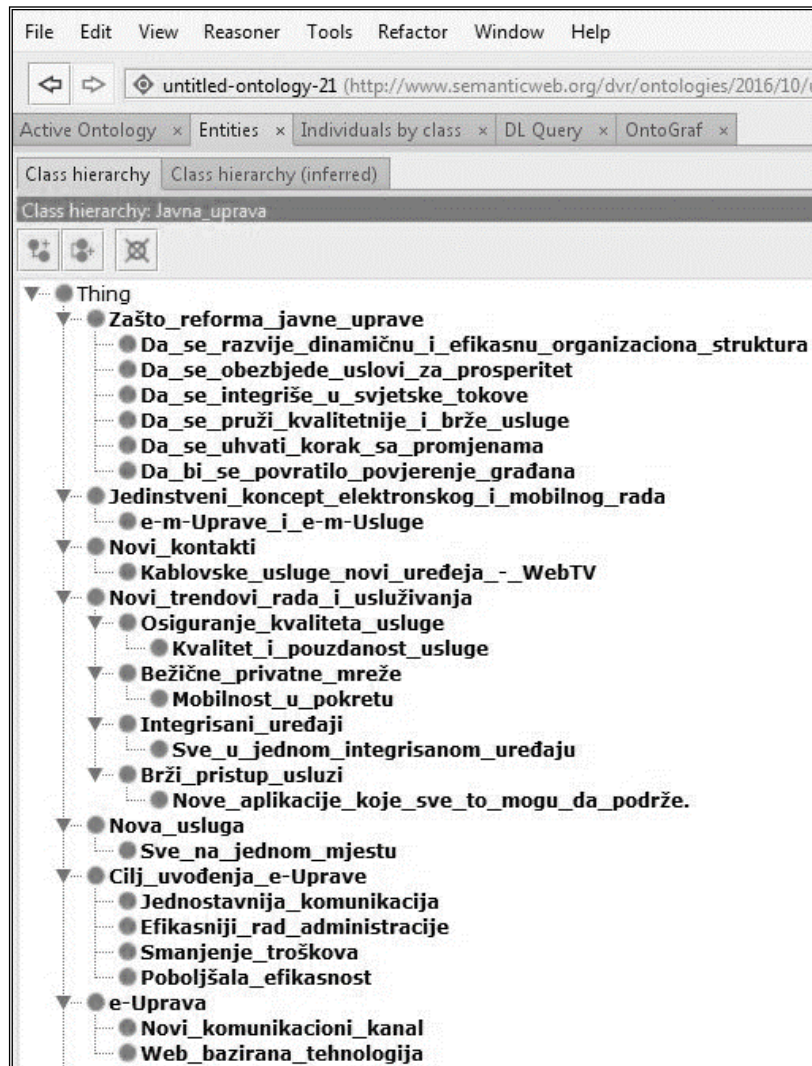 File Edit View Reasoner Tools Refactor Window Help
untitled-ontology-21 (http://www.semanticweb.org/dvr/ontologies/2016/10/
Active Ontology × Entities × Individuals by class × DL Query × OntoGraf ×
Class hierarchy Class hierarchy (inferred)
Class hierarchy: Javna_uprava
Thing
Zašto_reforma_javne_uprave
Da_se_razvije_dinamičnu_i_efikasnu_organizaciona_struktura
Da_se_obezbjede_uslovi_za_prosperitet
Da_se_integriše_u_svjetske_tokove
Da_se_pruži_kvalitetnije_i_brže_usluge
Da_se_uhvati_korak_sa_promjenama
Da_bi_se_povratilo_povjerenje_građana
Jedinstveni_koncept_elektronskog_i_mobilnog_rada
e-m-Uprave_i_e-m-Usluge
Novi_kontakti
Kablovske_usluge_novi_uređeja_-_WebTV
Novi_trendovi_rada_i_usluživanja
Osiguranje_kvaliteta_usluge
Kvalitet_i_pouzdanost_usluge
Bežične_privatne_mreže
Mobilnost_u_pokretu
Integrisani_uređaji
Sve_u_jednom_integrisanom_uređaju
Brži_pristup_usluzi
Nove_aplikacije_koje_sve_to_mogu_da_podrže.
Nova_usluga
Sve_na_jednom_mjestu
Cilj_uvođenja_e-Uprave
Jednostavnija_komunikacija
Efikasniji_rad_administracije
Smanjenje_troškova
Poboljšala_efikasnost
e-Uprava
Novi_komunikacioni_kanal
Web_bazirana_tehnologija